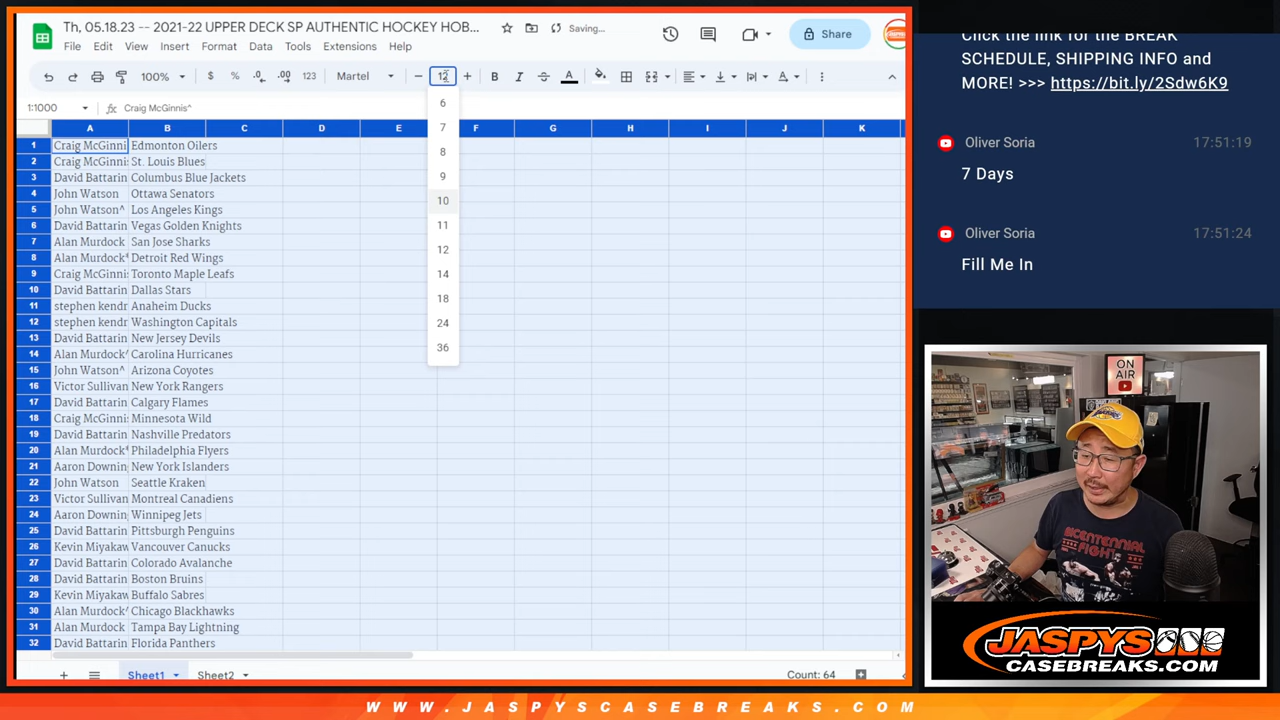 Th, 05.18.23 -- 2021-22 UPPER DECK SP AUTHENTIC HOCKEY HOB...
Saving...
Share
File Edit View Insert Format Data Tools Extensions Help
100% $ % .0 .00 123 Martel − 12 + B I S A
1:1000 fx Craig McGinnis^
A B C D E F G H I J K
1 Craig McGinni Edmonton Oilers
2 Craig McGinni St. Louis Blues
3 David Battarin Columbus Blue Jackets
4 John Watson Ottawa Senators
5 John Watson^ Los Angeles Kings
6 David Battarin Vegas Golden Knights
7 Alan Murdock San Jose Sharks
8 Alan Murdock^ Detroit Red Wings
9 Craig McGinni Toronto Maple Leafs
10 David Battarin Dallas Stars
11 stephen kendr Anaheim Ducks
12 stephen kendr Washington Capitals
13 David Battarin New Jersey Devils
14 Alan Murdock^ Carolina Hurricanes
15 John Watson^ Arizona Coyotes
16 Victor Sullivan New York Rangers
17 David Battarin Calgary Flames
18 Craig McGinni Minnesota Wild
19 David Battarin Nashville Predators
20 Alan Murdock^ Philadelphia Flyers
21 Aaron Downin New York Islanders
22 John Watson Seattle Kraken
23 Victor Sullivan Montreal Canadiens
24 Aaron Downin Winnipeg Jets
25 David Battarin Pittsburgh Penguins
26 Kevin Miyakaw Vancouver Canucks
27 David Battarin Colorado Avalanche
28 David Battarin Boston Bruins
29 Kevin Miyakaw Buffalo Sabres
30 Alan Murdock^ Chicago Blackhawks
31 Alan Murdock Tampa Bay Lightning
32 David Battarin Florida Panthers
6
7
8
9
10
11
12
14
18
24
36
Sheet1 Sheet2 Count: 64
Click the link for the BREAK
SCHEDULE, SHIPPING INFO and
MORE! >>> https://bit.ly/2Sdw6K9
Oliver Soria 17:51:19
7 Days
Oliver Soria 17:51:24
Fill Me In
ON
AIR
BICENTENNIAL
FIGHT
JASPYS
CASEBREAKS.COM
WWW.JASPYSCASEBREAKS.COM